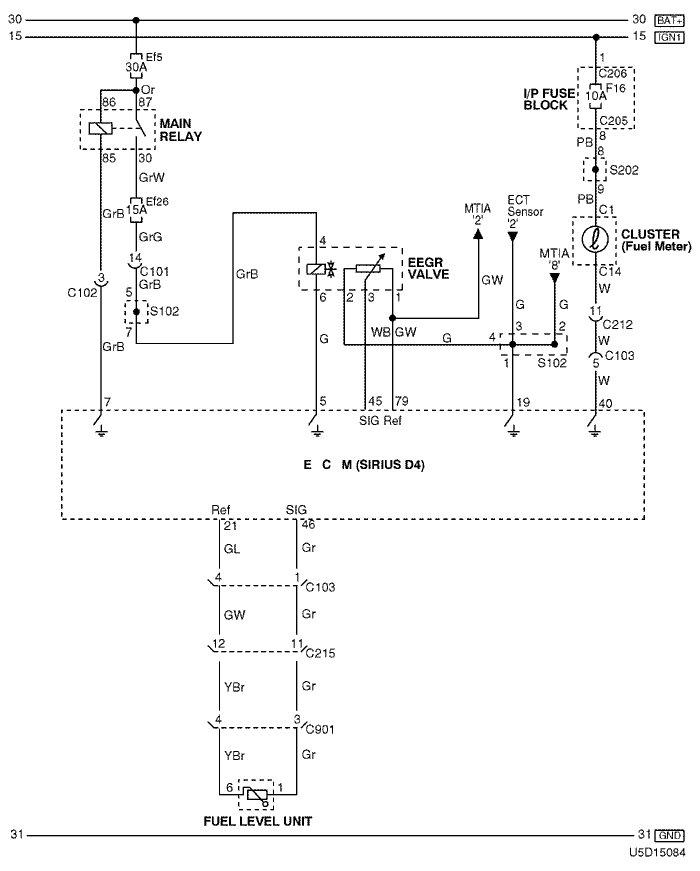 30
30 BAT+
15
15 IGN1
Ef5
30A
Or
86
87
MAIN
RELAY
85
30
GrW
Ef26
15A
GrB
GrG
14
C101
3
C102
GrB
5
S102
7
GrB
GrB
4
EEGR
VALVE
6
2
3
1
G
WB
GW
MTIA
'2'
GW
ECT
Sensor
'2'
MTIA
'8'
G
G
G
4
3
2
1
S102
1
C206
F16
10A
I/P FUSE
BLOCK
C205
8
PB
8
S202
9
PB
C1
CLUSTER
(Fuel Meter)
C14
W
11
C212
W
C103
5
W
7
5
45
79
19
40
SIG Ref
E C M (SIRIUS D4)
Ref
SIG
21
46
GL
Gr
4
1
C103
GW
Gr
12
11
C215
YBr
Gr
4
3
C901
YBr
Gr
6
1
FUEL LEVEL UNIT
31
31 GND
U5D15084